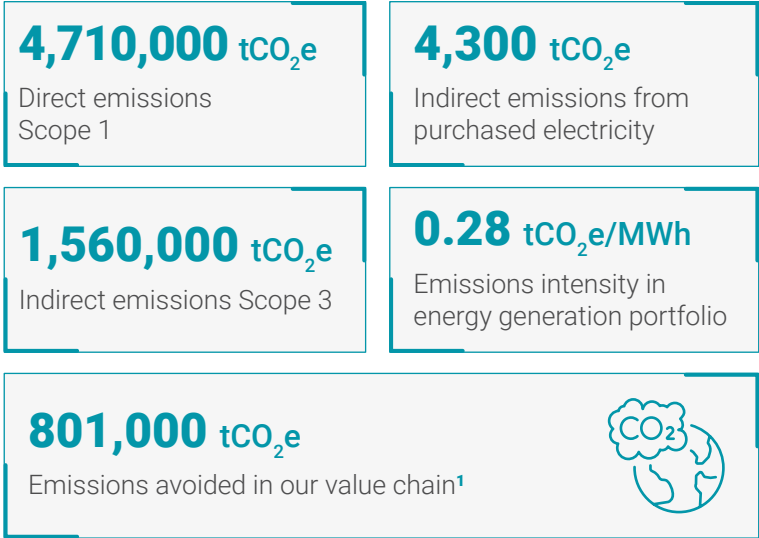 4,710,000 tCO₂e
Direct emissions
Scope 1
4,300 tCO₂e
Indirect emissions from
purchased electricity
1,560,000 tCO₂e
Indirect emissions Scope 3
0.28 tCO₂e/MWh
Emissions intensity in
energy generation portfolio
801,000 tCO₂e
Emissions avoided in our value chain¹
CO₂